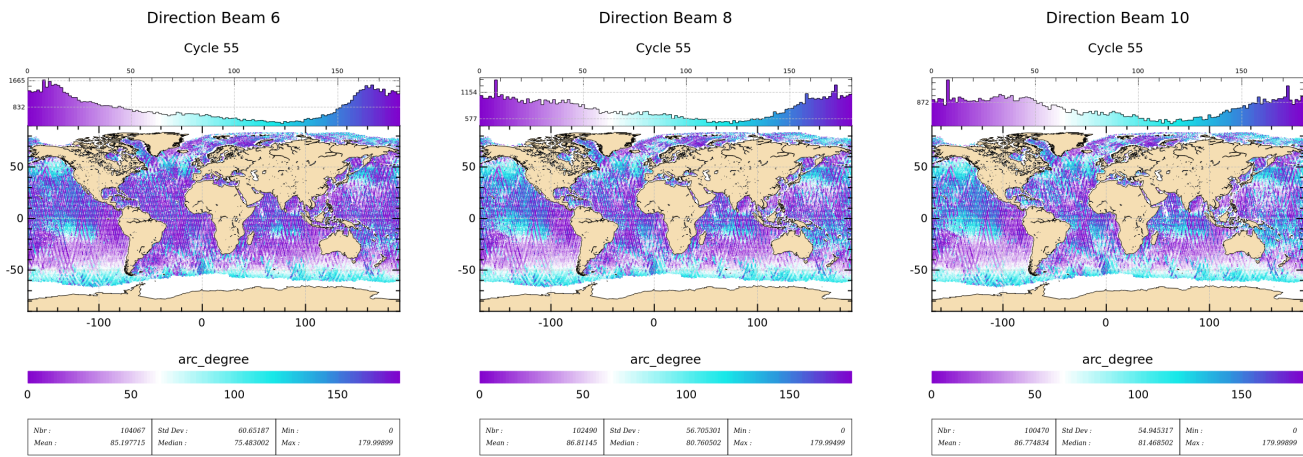 Direction Beam 6
Cycle 55
0 50 100 150
1665
832
50
0
-50
-100 0 100
arc_degree
0 50 100 150
Nbr : 104067 Std Dev : 60.65187 Min : 0
Mean : 85.197715 Median : 75.483002 Max : 179.99899
Direction Beam 8
Cycle 55
0 50 100 150
1154
577
50
0
-50
-100 0 100
arc_degree
0 50 100 150
Nbr : 102490 Std Dev : 56.705301 Min : 0
Mean : 86.81145 Median : 80.760502 Max : 179.99499
Direction Beam 10
Cycle 55
0 50 100 150
872
50
0
-50
-100 0 100
arc_degree
0 50 100 150
Nbr : 100470 Std Dev : 54.945317 Min : 0
Mean : 86.774834 Median : 81.468502 Max : 179.99899